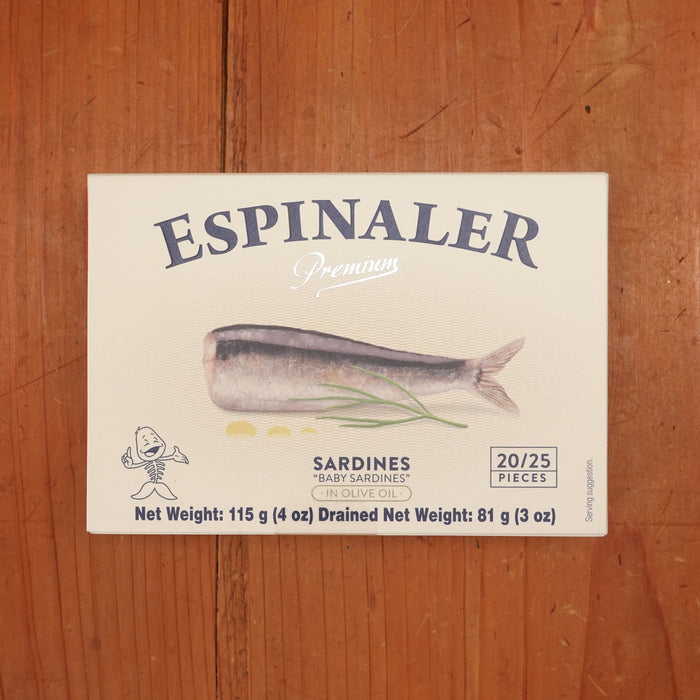 ESPINALER
Premium
SARDINES
"BABY SARDINES"
· IN OLIVE OIL ·
20/25
PIECES
Net Weight: 115 g (4 oz) Drained Net Weight: 81 g (3 oz)
Serving suggestion.